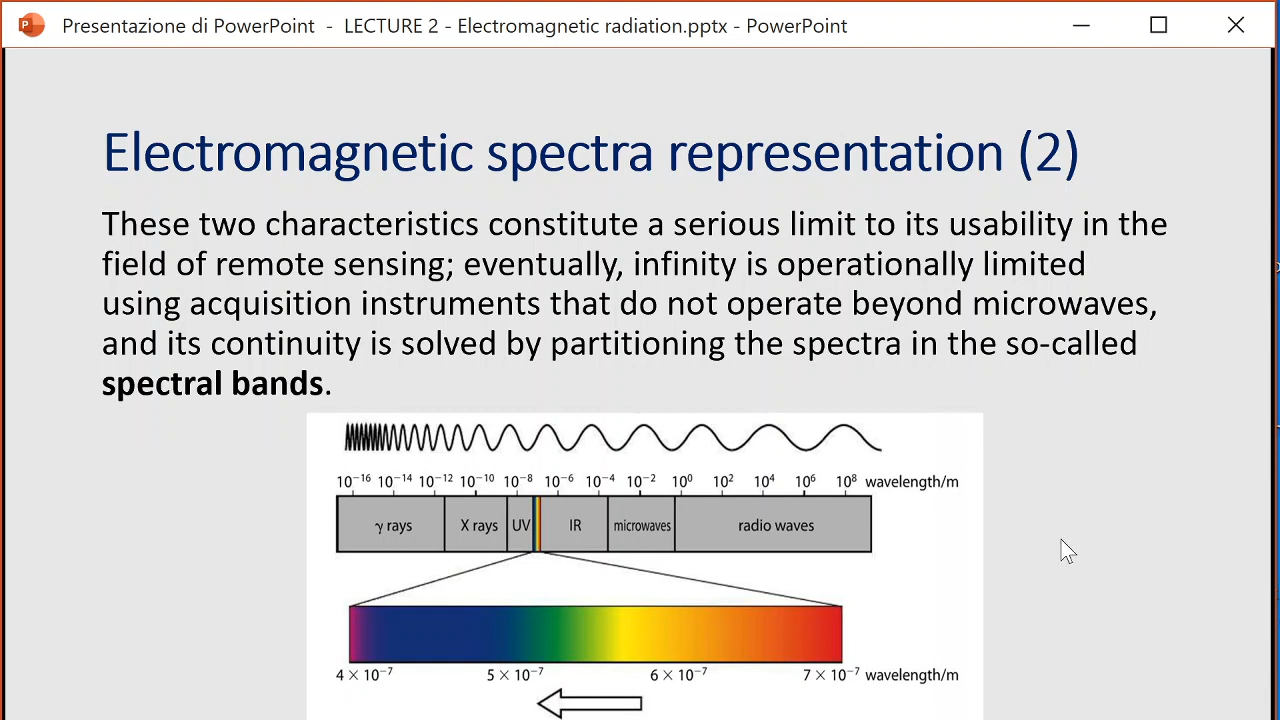 Presentazione di PowerPoint - LECTURE 2 - Electromagnetic radiation.pptx - PowerPoint
Electromagnetic spectra representation (2)
These two characteristics constitute a serious limit to its usability in the
field of remote sensing; eventually, infinity is operationally limited
using acquisition instruments that do not operate beyond microwaves,
and its continuity is solved by partitioning the spectra in the so-called
spectral bands.
10⁻¹⁶ 10⁻¹⁴ 10⁻¹² 10⁻¹⁰ 10⁻⁸ 10⁻⁶ 10⁻⁴ 10⁻² 10⁰ 10² 10⁴ 10⁶ 10⁸ wavelength/m
γ rays X rays UV IR microwaves radio waves
4 × 10⁻⁷ 5 × 10⁻⁷ 6 × 10⁻⁷ 7 × 10⁻⁷ wavelength/m